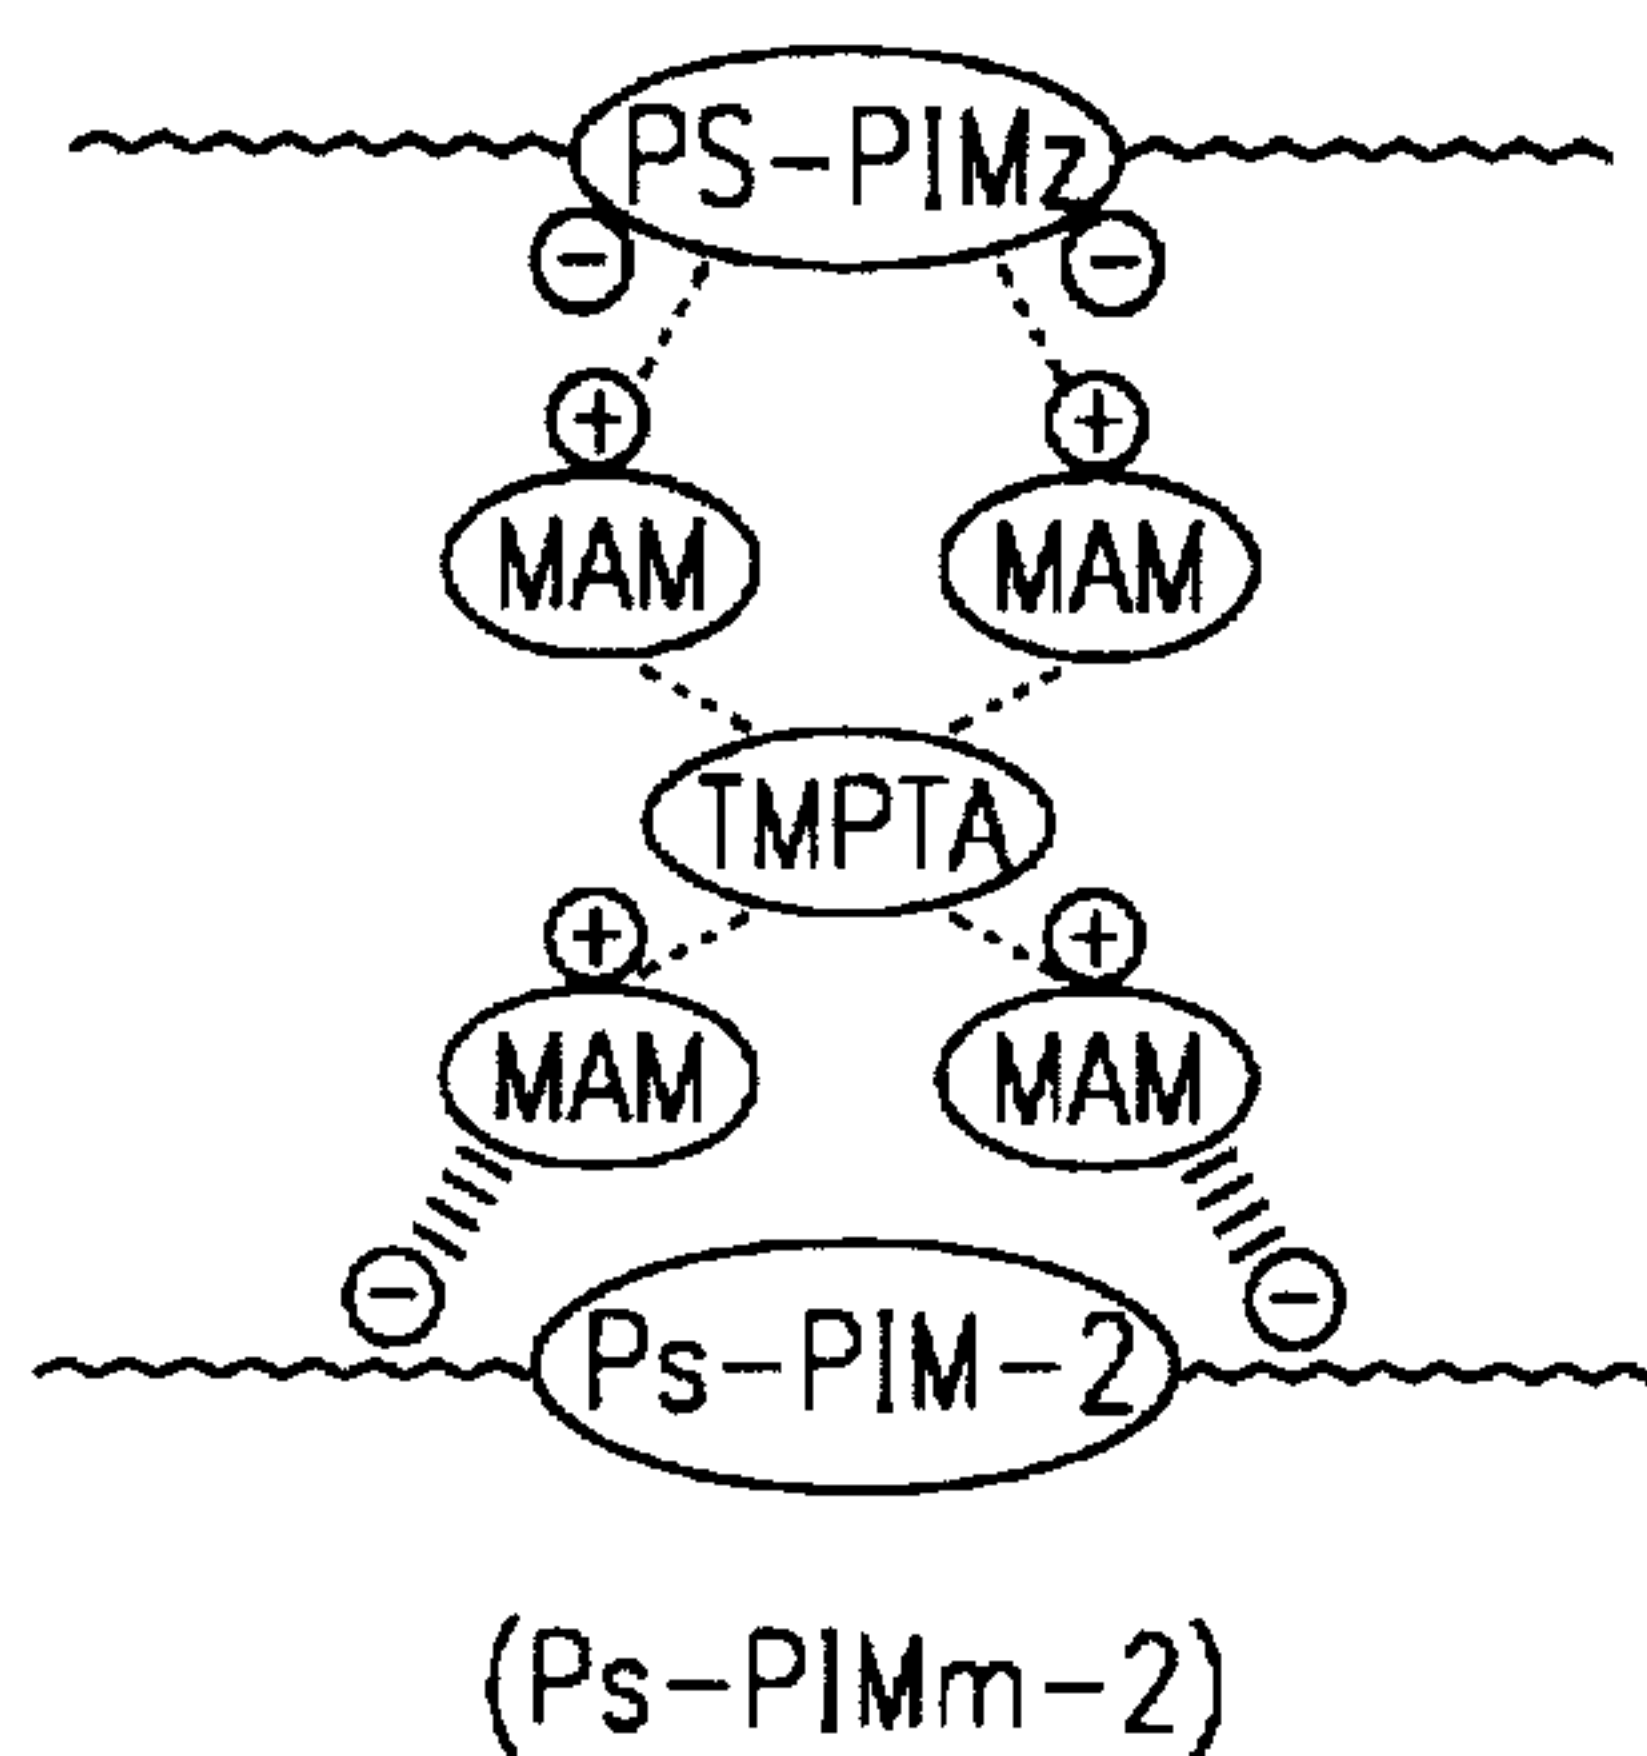 PS-PIMz
−
−
+
+
MAM
MAM
TMPTA
+
+
MAM
MAM
−
−
Ps-PIM-2
(Ps-PIMm-2)